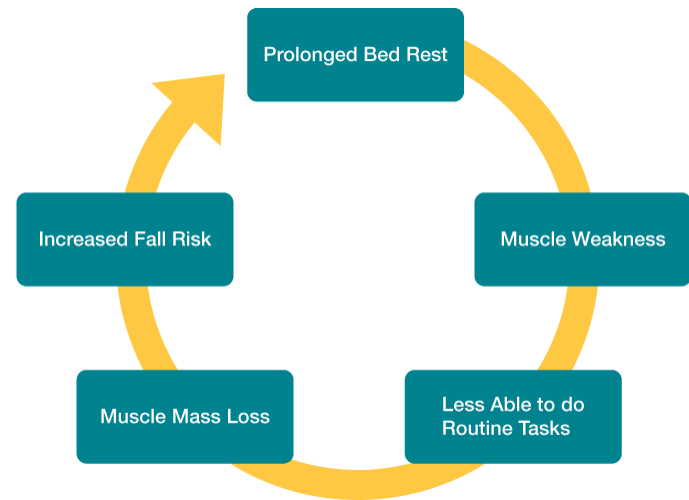 Prolonged Bed Rest
Muscle Weakness
Less Able to do
Routine Tasks
Muscle Mass Loss
Increased Fall Risk